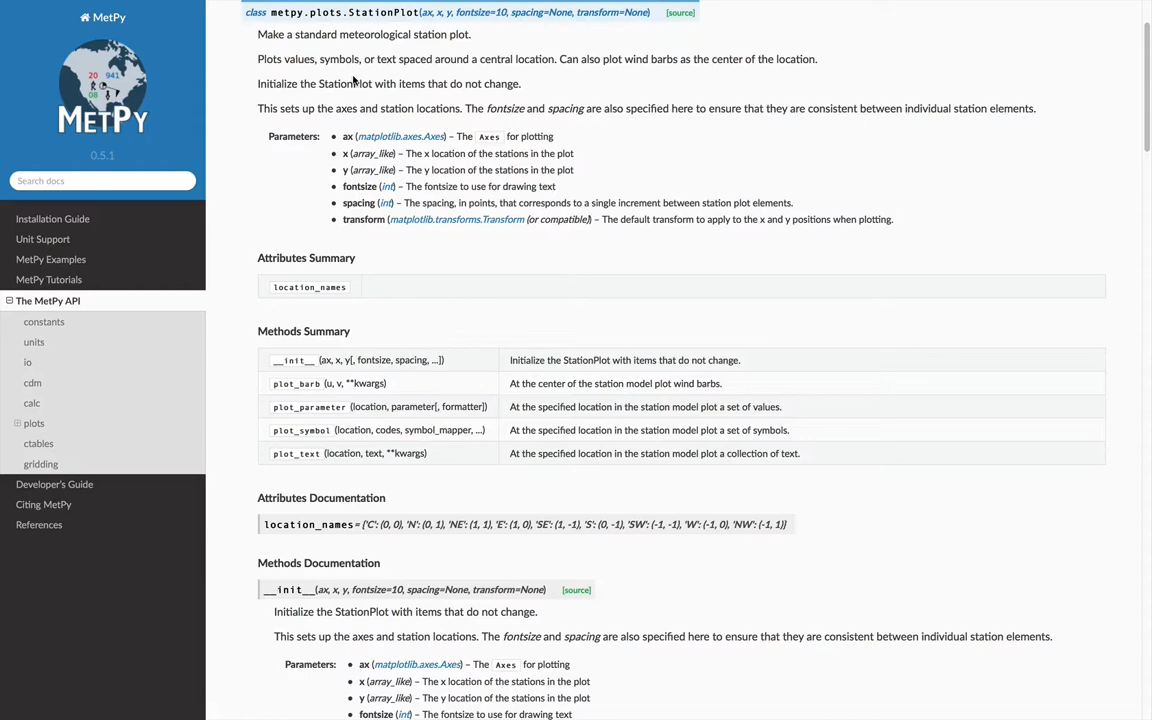 MetPy
20 941
08
METPY
0.5.1
Search docs
Installation Guide
Unit Support
MetPy Examples
MetPy Tutorials
The MetPy API
constants
units
io
cdm
calc
plots
ctables
gridding
Developer's Guide
Citing MetPy
References
class metpy.plots.StationPlot(ax, x, y, fontsize=10, spacing=None, transform=None) [source]
Make a standard meteorological station plot.
Plots values, symbols, or text spaced around a central location. Can also plot wind barbs as the center of the location.
Initialize the StationPlot with items that do not change.
This sets up the axes and station locations. The fontsize and spacing are also specified here to ensure that they are consistent between individual station elements.
Parameters: • ax (matplotlib.axes.Axes) – The Axes for plotting
• x (array_like) – The x location of the stations in the plot
• y (array_like) – The y location of the stations in the plot
• fontsize (int) – The fontsize to use for drawing text
• spacing (int) – The spacing, in points, that corresponds to a single increment between station plot elements.
• transform (matplotlib.transforms.Transform (or compatible)) – The default transform to apply to the x and y positions when plotting.
Attributes Summary
location_names
Methods Summary
__init__ (ax, x, y[, fontsize, spacing, ...]) Initialize the StationPlot with items that do not change.
plot_barb (u, v, **kwargs) At the center of the station model plot wind barbs.
plot_parameter (location, parameter[, formatter]) At the specified location in the station model plot a set of values.
plot_symbol (location, codes, symbol_mapper, ...) At the specified location in the station model plot a set of symbols.
plot_text (location, text, **kwargs) At the specified location in the station model plot a collection of text.
Attributes Documentation
location_names = {'C': (0, 0), 'N': (0, 1), 'NE': (1, 1), 'E': (1, 0), 'SE': (1, -1), 'S': (0, -1), 'SW': (-1, -1), 'W': (-1, 0), 'NW': (-1, 1)}
Methods Documentation
__init__(ax, x, y, fontsize=10, spacing=None, transform=None) [source]
Initialize the StationPlot with items that do not change.
This sets up the axes and station locations. The fontsize and spacing are also specified here to ensure that they are consistent between individual station elements.
Parameters: • ax (matplotlib.axes.Axes) – The Axes for plotting
• x (array_like) – The x location of the stations in the plot
• y (array_like) – The y location of the stations in the plot
• fontsize (int) – The fontsize to use for drawing text